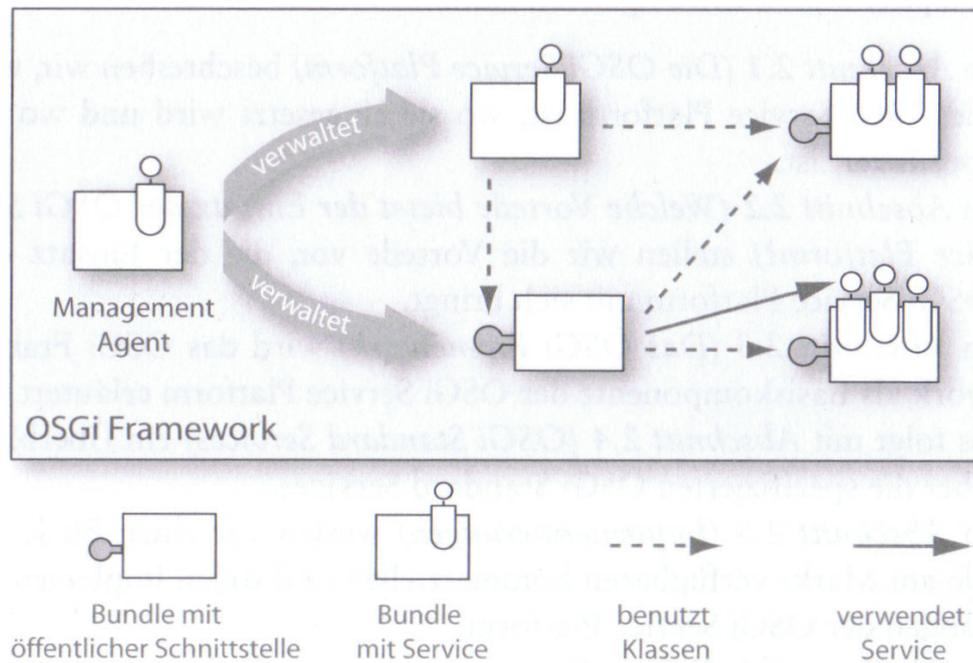 verwaltet
verwaltet
Management
Agent
OSGi Framework
Bundle mit
öffentlicher Schnittstelle
Bundle
mit Service
benutzt
Klassen
verwendet
Service